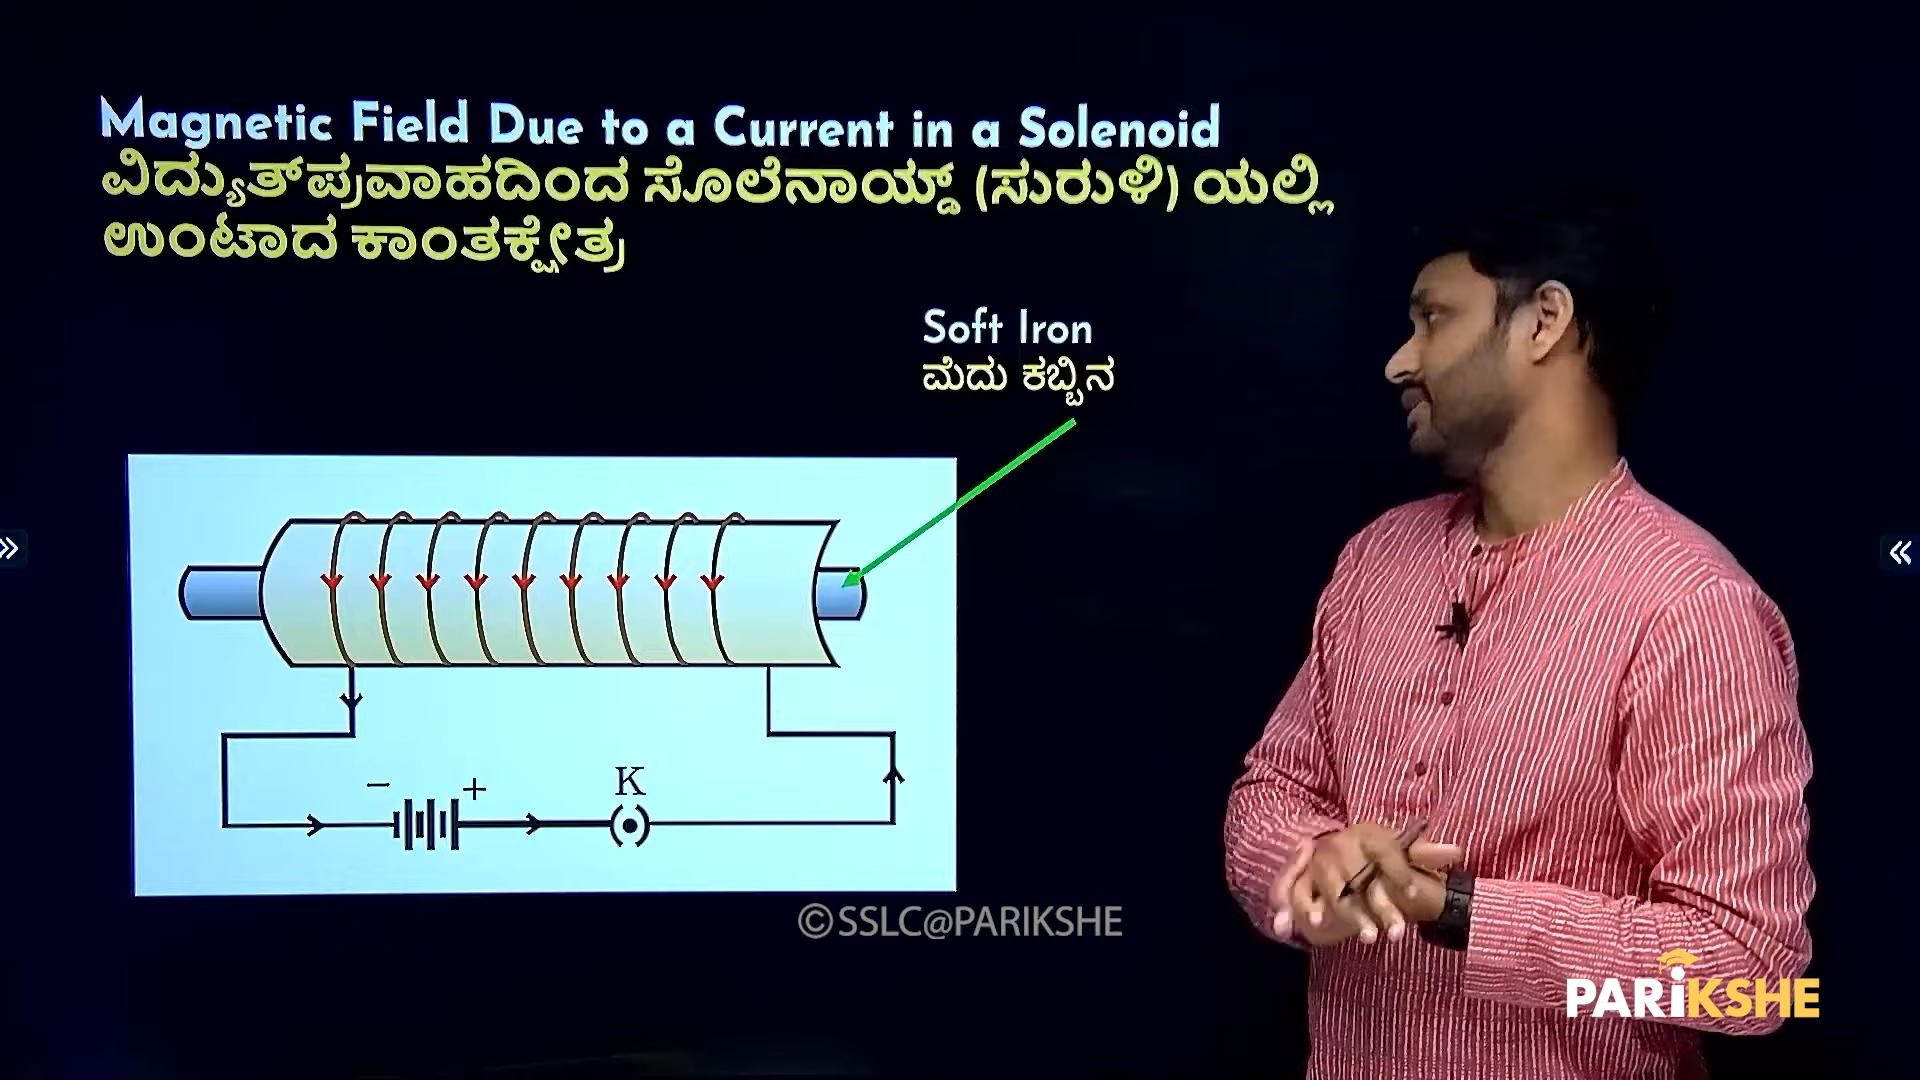 Magnetic Field Due to a Current in a Solenoid
ವಿದ್ಯುತ್‌ಪ್ರವಾಹದಿಂದ ಸೊಲೆನಾಯ್ಡ್ (ಸುರುಳಿ) ಯಲ್ಲಿ
ಉಂಟಾದ ಕಾಂತಕ್ಷೇತ್ರ
Soft Iron
ಮೆದು ಕಬ್ಬಿನ
− +
K
©SSLC@PARIKSHE
PARiKSHE